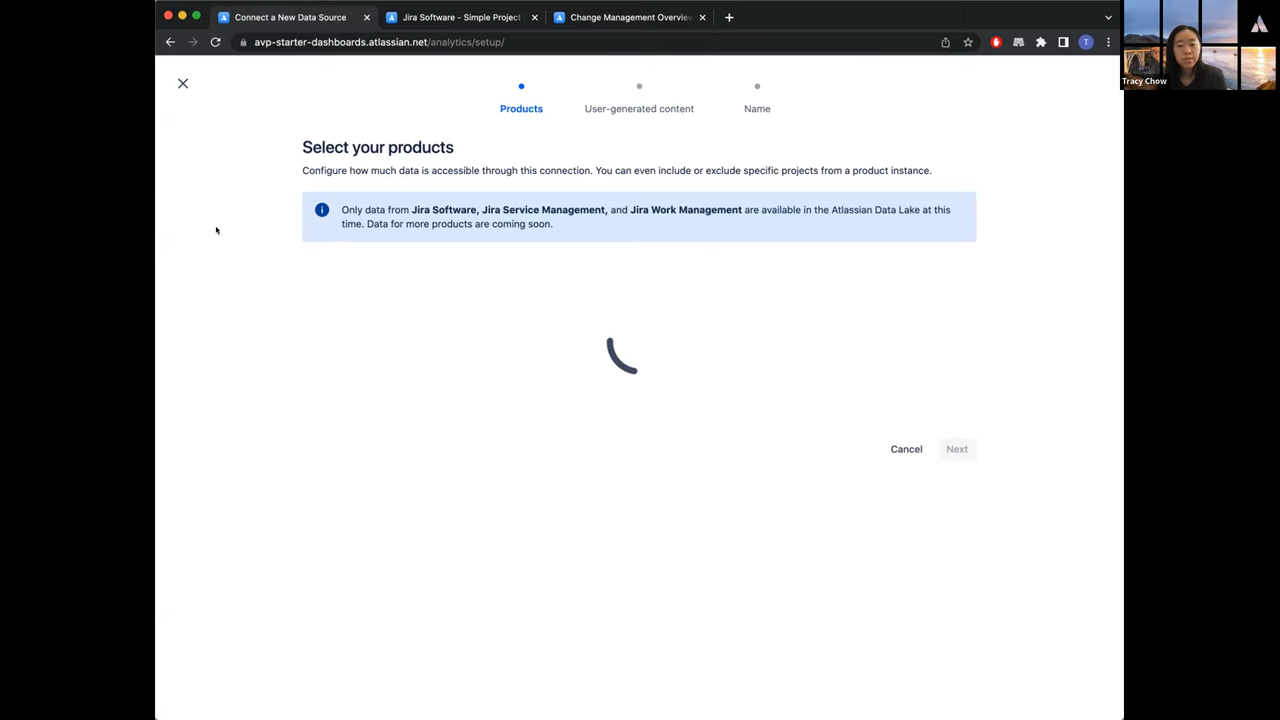 Connect a New Data Source
Jira Software - Simple Project
Change Management Overview
avp-starter-dashboards.atlassian.net/analytics/setup/
T
Tracy Chow
Products
User-generated content
Name
Select your products
Configure how much data is accessible through this connection. You can even include or exclude specific projects from a product instance.
Only data from Jira Software, Jira Service Management, and Jira Work Management are available in the Atlassian Data Lake at this
time. Data for more products are coming soon.
Cancel
Next